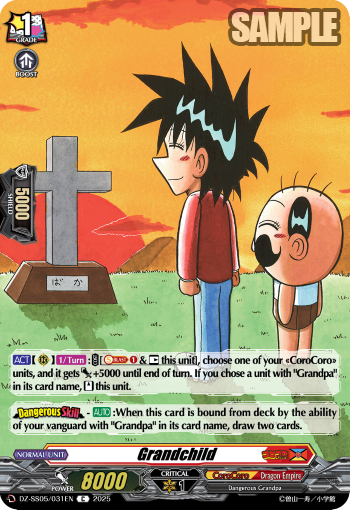 1
GRADE
SAMPLE
BOOST
5000
SHIELD
ばか
ACT 1/Turn : [BLAST 1 & this unit], choose one of your «CoroCoro»
units, and it gets +5000 until end of turn. If you chose a unit with "Grandpa"
in its card name, this unit.
Dangerous Skill - AUTO :When this card is bound from deck by the ability
of your vanguard with "Grandpa" in its card name, draw two cards.
NORMAL UNIT
Grandchild
POWER 8000
CRITICAL
1
CoroCoro Dragon Empire
Dangerous Grandpa
D DZ-SS05/031EN C 2025
©曽山一寿／小学館